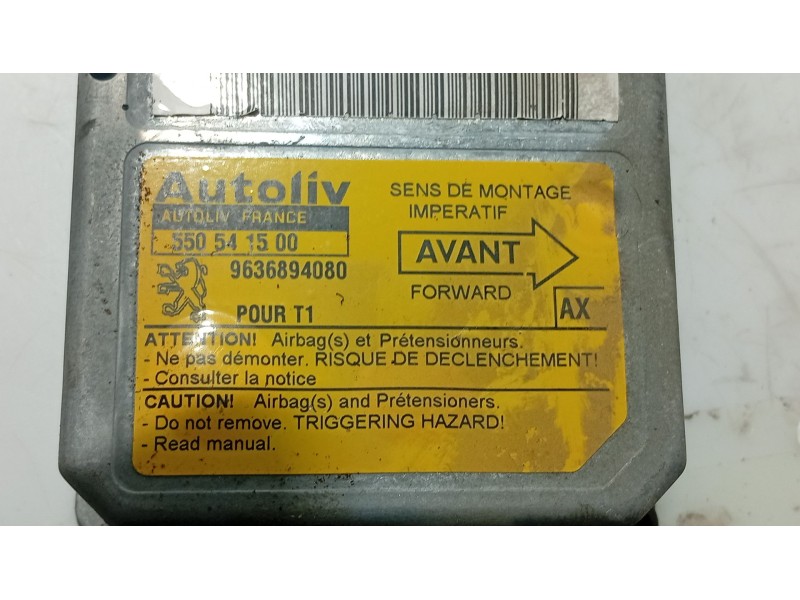 Autoliv
AUTOLIV FRANCE
550 54 15 00
9636894080
POUR T1
SENS DE MONTAGE
IMPERATIF
AVANT
FORWARD
AX
ATTENTION! Airbag(s) et Prétensionneurs.
- Ne pas démonter. RISQUE DE DECLENCHEMENT!
- Consulter la notice
CAUTION! Airbag(s) and Prétensioners.
- Do not remove. TRIGGERING HAZARD!
- Read manual.